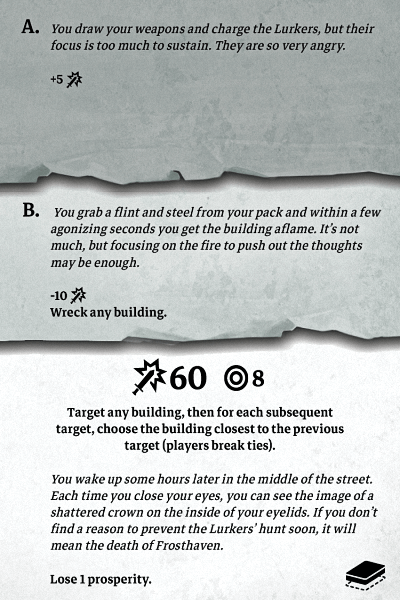 A. You draw your weapons and charge the Lurkers, but their
focus is too much to sustain. They are so very angry.
+5
B. You grab a flint and steel from your pack and within a few
agonizing seconds you get the building aflame. It's not
much, but focusing on the fire to push out the thoughts
may be enough.
-10
Wreck any building.
60 8
Target any building, then for each subsequent
target, choose the building closest to the previous
target (players break ties).
You wake up some hours later in the middle of the street.
Each time you close your eyes, you can see the image of a
shattered crown on the inside of your eyelids. If you don't
find a reason to prevent the Lurkers' hunt soon, it will
mean the death of Frosthaven.
Lose 1 prosperity.